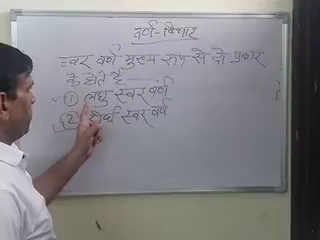 वर्ण-विचार
स्वर वर्ण मुख्य रूप से दो प्रकार
के होते हैं
① लघु स्वर वर्ण
② दीर्घ स्वर वर्ण